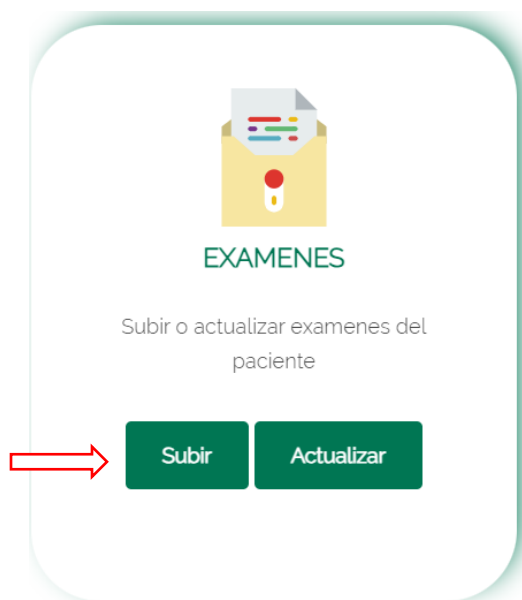 EXAMENES
Subir o actualizar examenes del
paciente
Subir
Actualizar